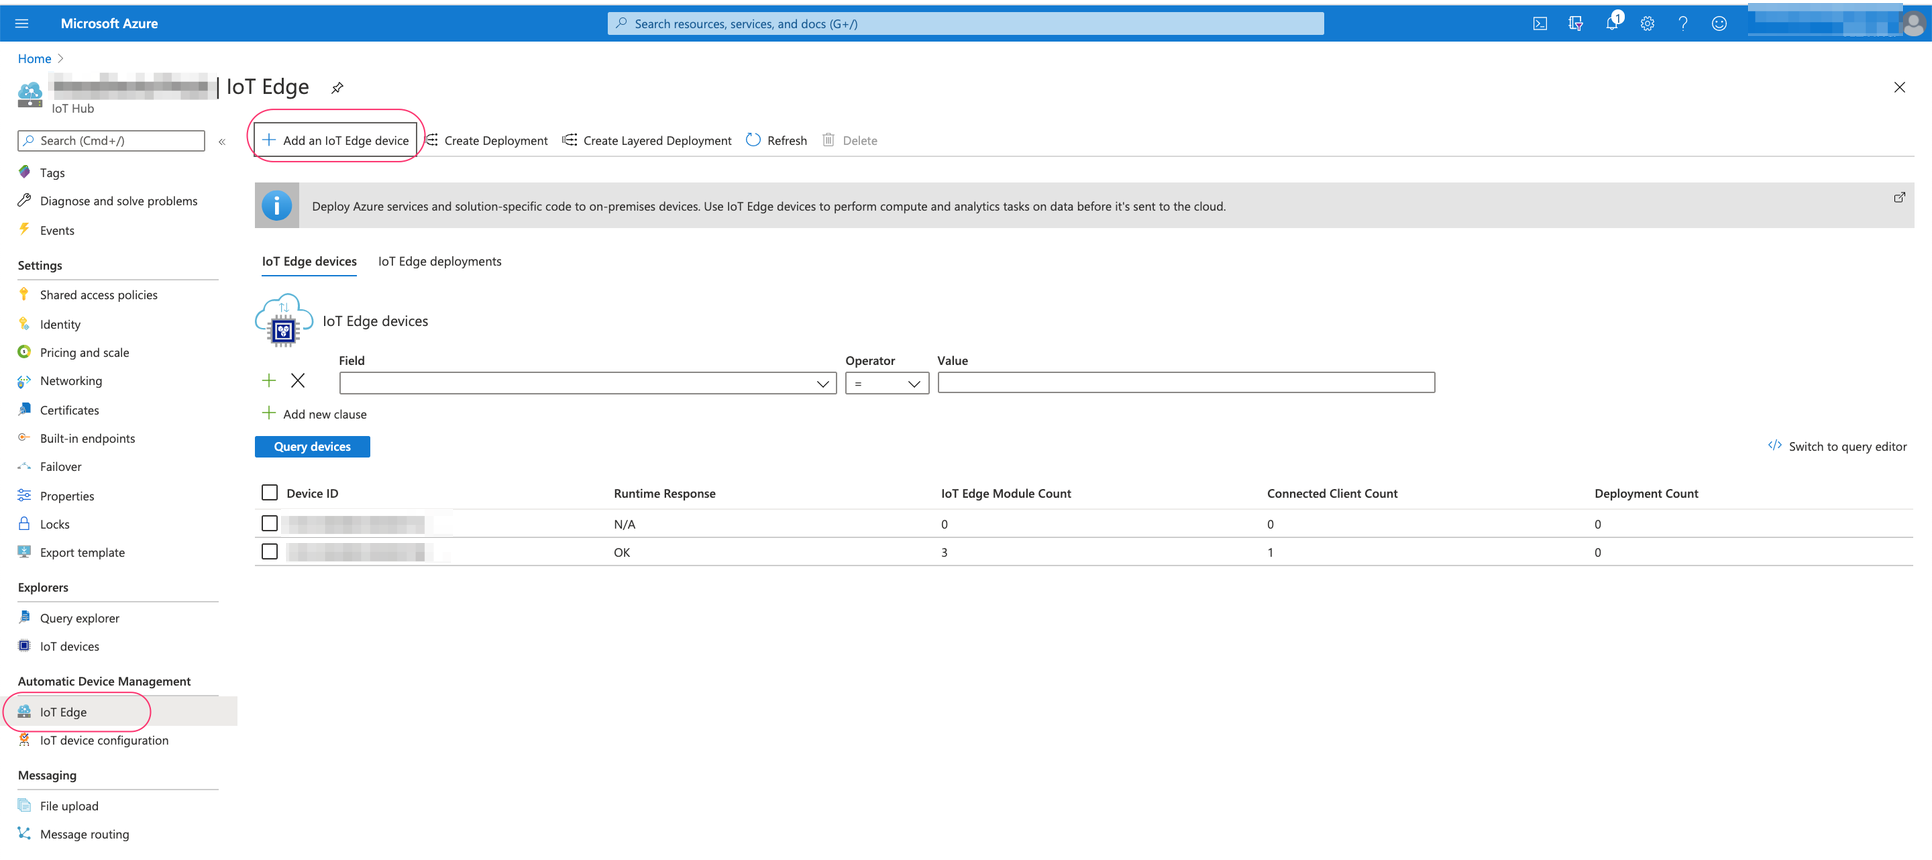 Microsoft Azure
Search resources, services, and docs (G+/)
1
Home
| IoT Edge
IoT Hub
Search (Cmd+/)
«
Add an IoT Edge device
Create Deployment
Create Layered Deployment
Refresh
Delete
Tags
Diagnose and solve problems
Events
Settings
Shared access policies
Identity
Pricing and scale
Networking
Certificates
Built-in endpoints
Failover
Properties
Locks
Export template
Explorers
Query explorer
IoT devices
Automatic Device Management
IoT Edge
IoT device configuration
Messaging
File upload
Message routing
Deploy Azure services and solution-specific code to on-premises devices. Use IoT Edge devices to perform compute and analytics tasks on data before it's sent to the cloud.
IoT Edge devices IoT Edge deployments
IoT Edge devices
Field Operator Value
=
Add new clause
Query devices
Switch to query editor
Device ID Runtime Response IoT Edge Module Count Connected Client Count Deployment Count
N/A 0 0 0
OK 3 1 0